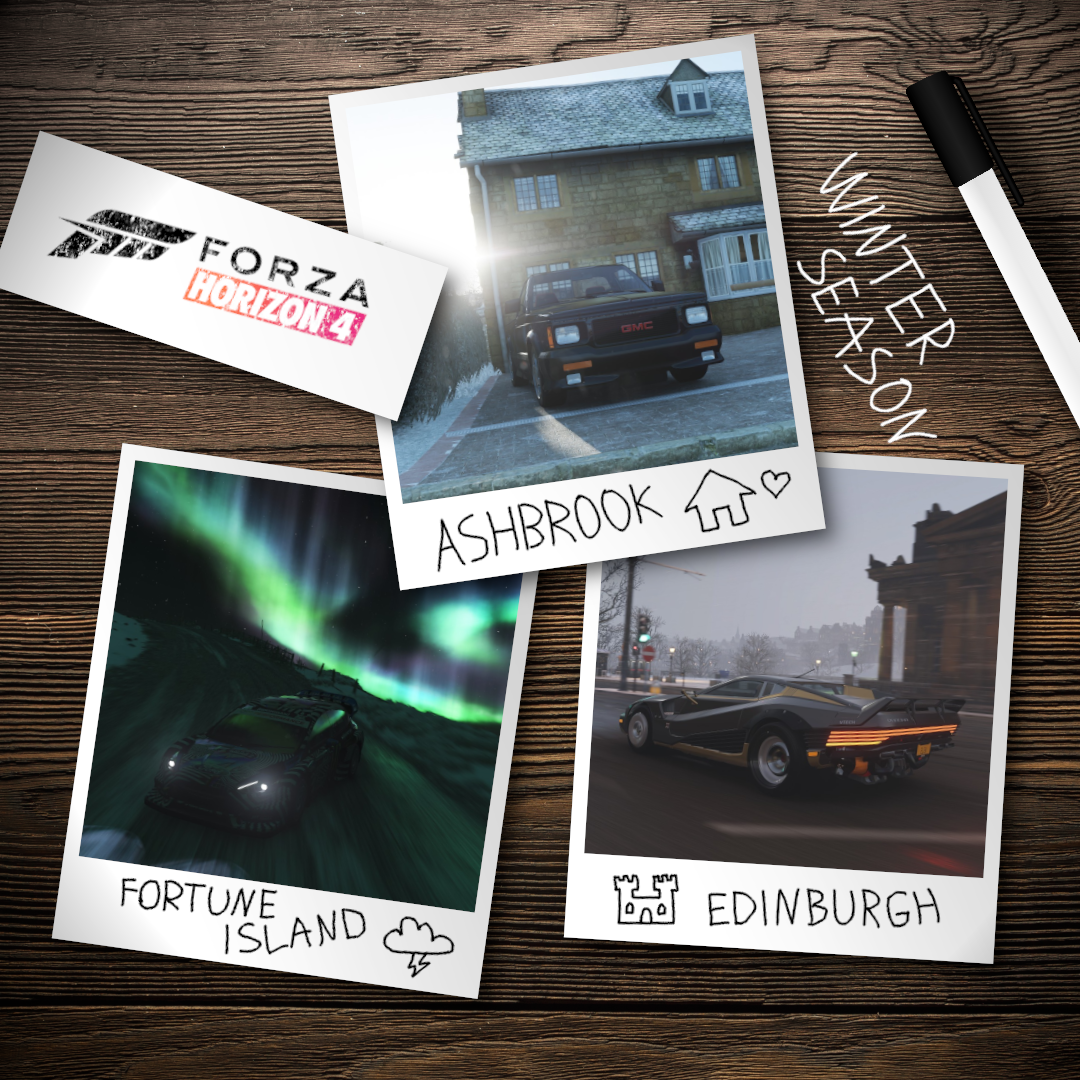 FORZA
HORIZON 4
GMC
WINTER
SEASON
ASHBROOK
FORTUNE
ISLAND
EDINBURGH